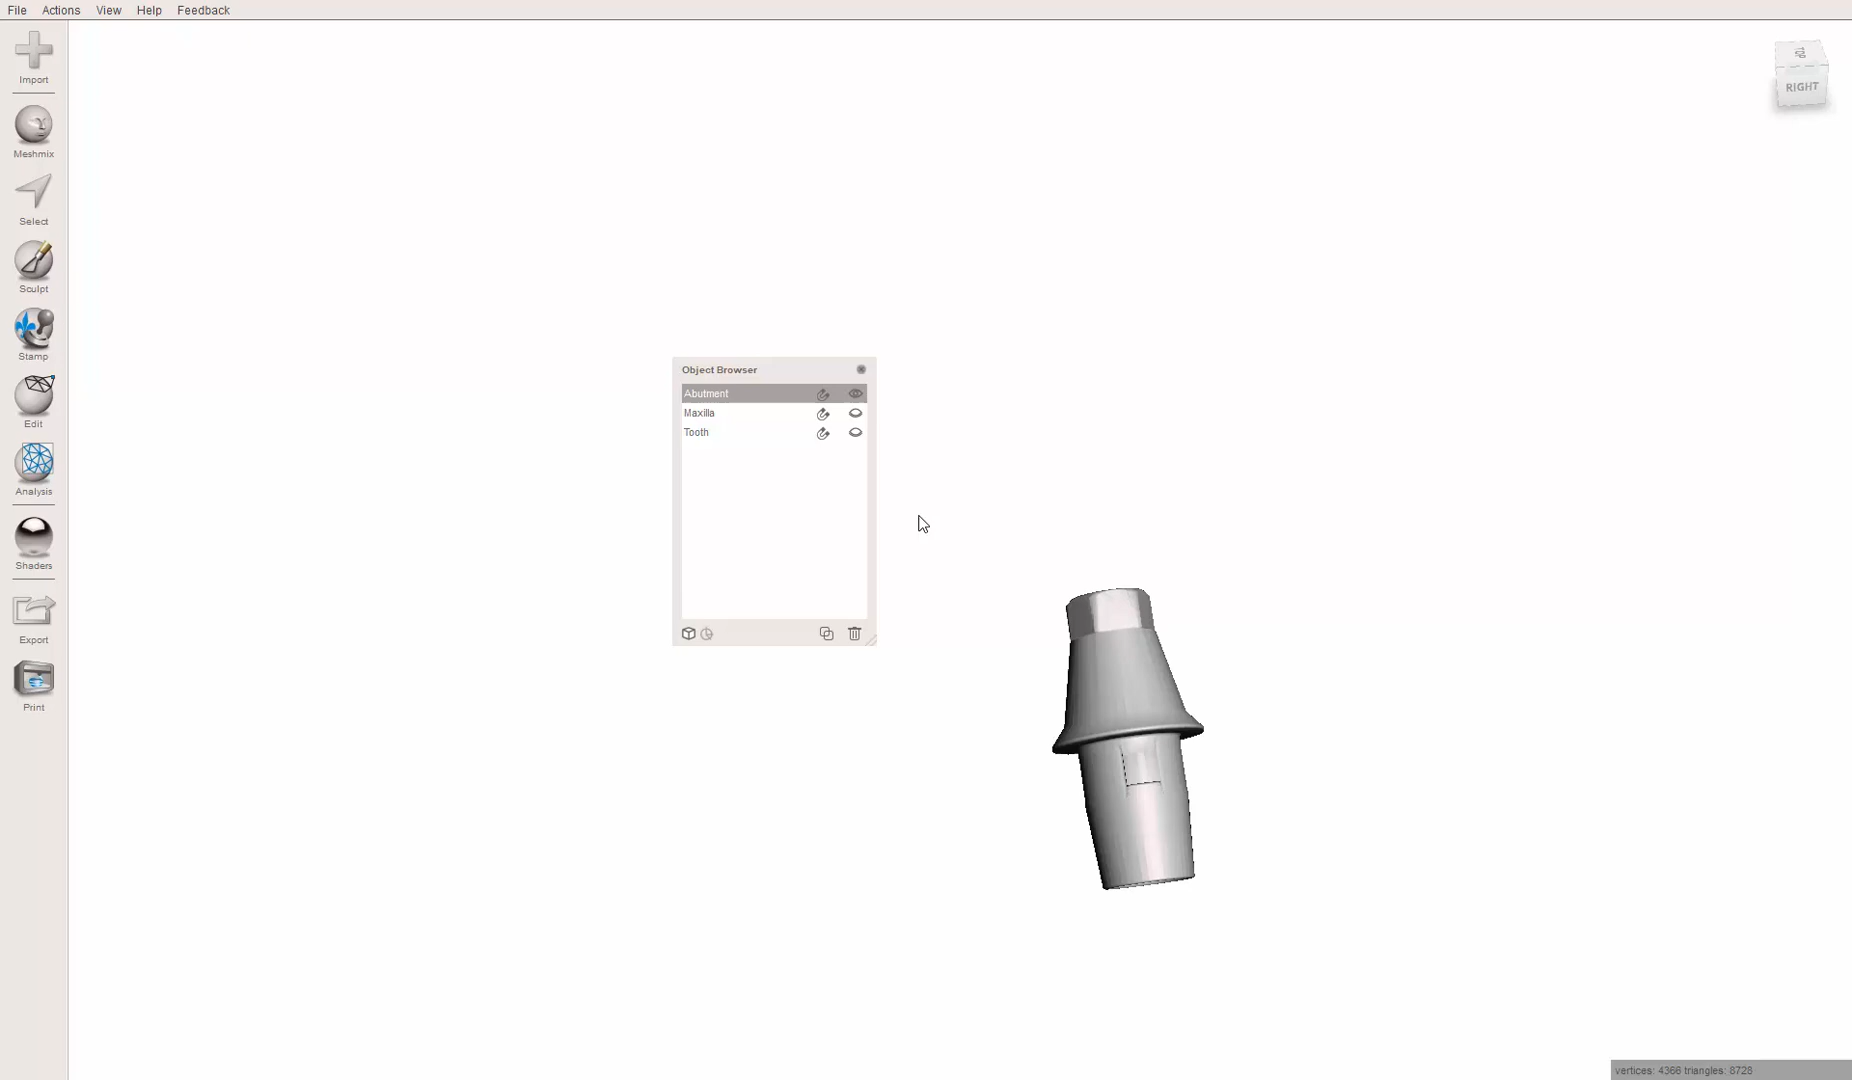 File Actions View Help Feedback
Import
Meshmix
Select
Sculpt
Stamp
Edit
Analysis
Shaders
Export
Print
TOP
RIGHT
Object Browser
Abutment
Maxilla
Tooth
vertices: 4366 triangles: 8728